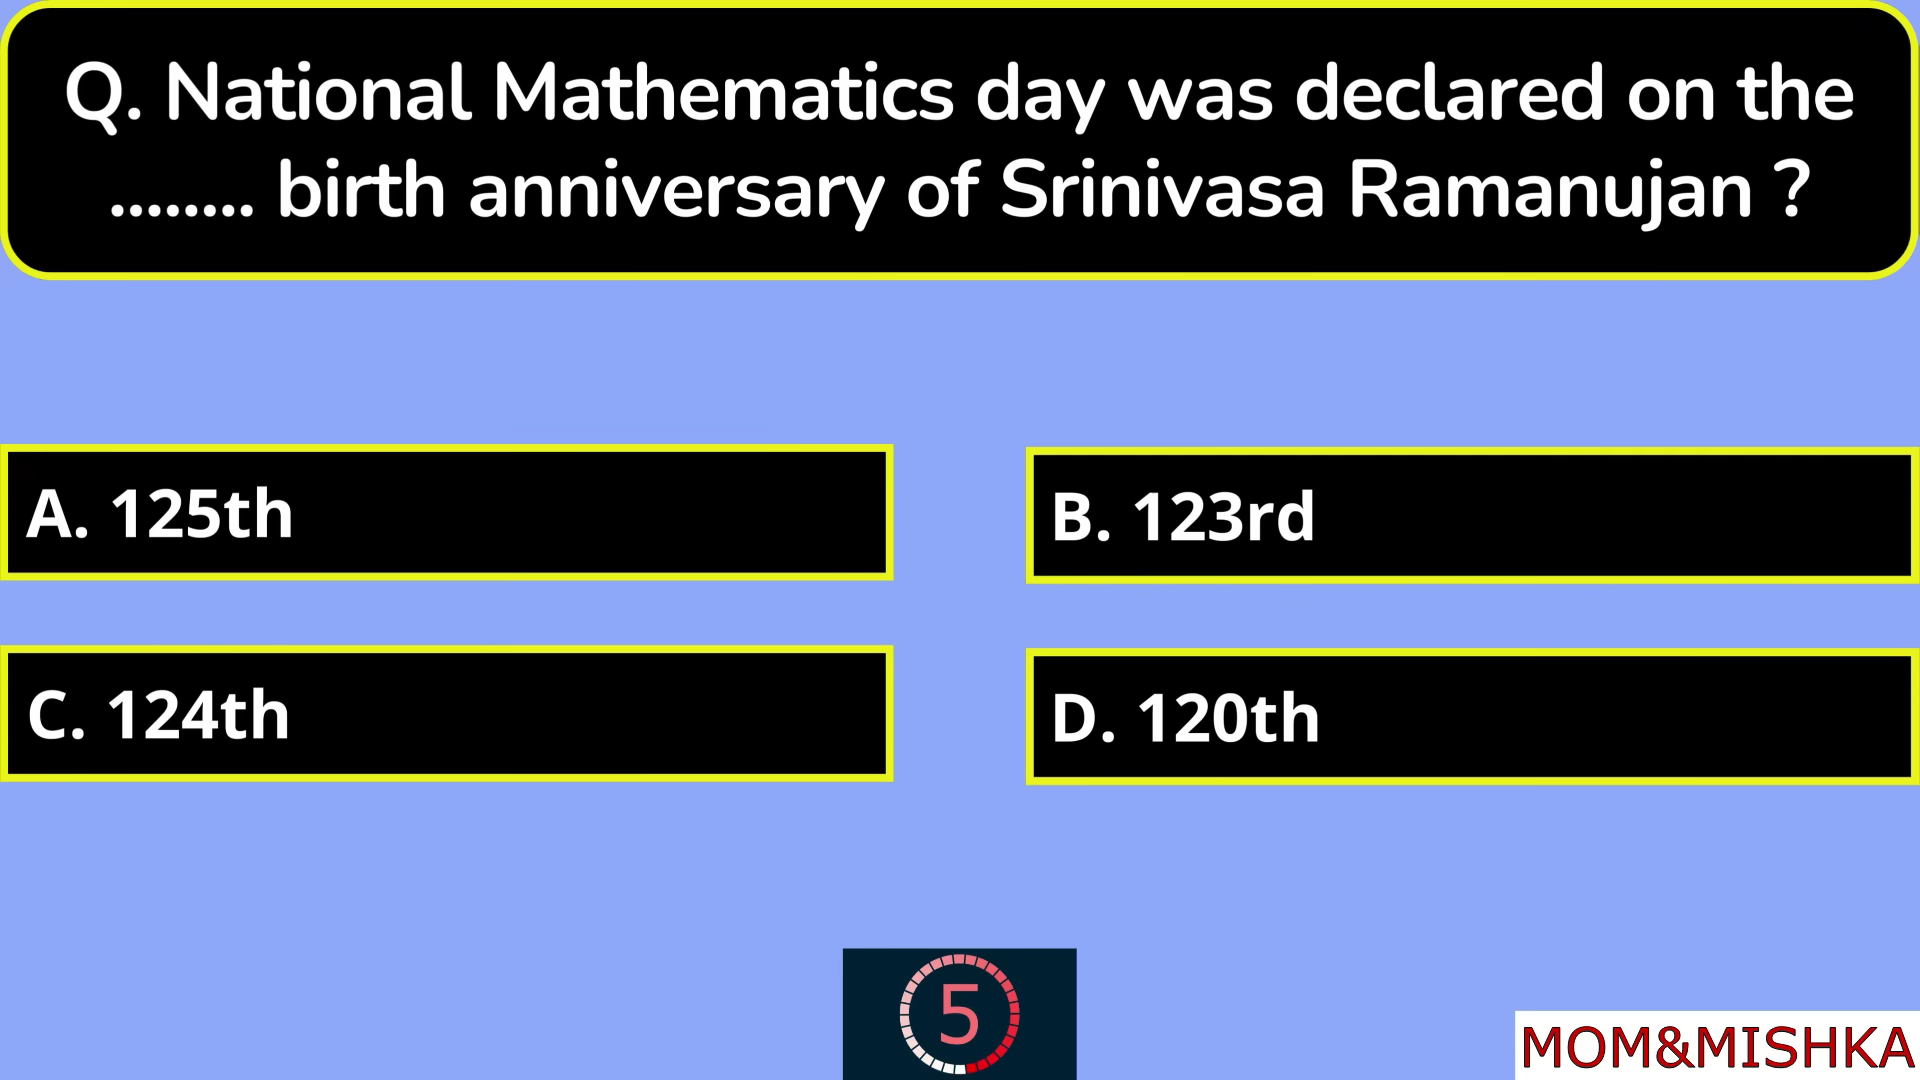 Q. National Mathematics day was declared on the
........ birth anniversary of Srinivasa Ramanujan ?
A. 125th
B. 123rd
C. 124th
D. 120th
5
MOM&MISHKA